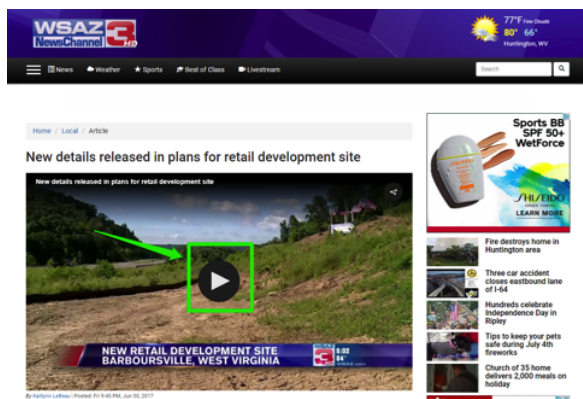 WSAZ 3
NewsChannel HD
77°F Few Clouds
80° 66°
Huntington, WV
News Weather Sports Best of Class Livestream
Search
Home / Local / Article
New details released in plans for retail development site
New details released in plans for retail development site
NEW RETAIL DEVELOPMENT SITE
BARBOURSVILLE, WEST VIRGINIA
WSAZ
3
5:02
84°
By Kaitlynn LeBeau | Posted: Fri 9:40 PM, Jun 30, 2017
Sports BB
SPF 50+
WetForce
SHISEIDO
SHISEIDO
LEARN MORE
Fire destroys home in
Huntington area
Three car accident
closes eastbound lane
of I-64
Hundreds celebrate
Independence Day in
Ripley
Tips to keep your pets
safe during July 4th
fireworks
Church of 35 home
delivers 2,000 meals on
holiday